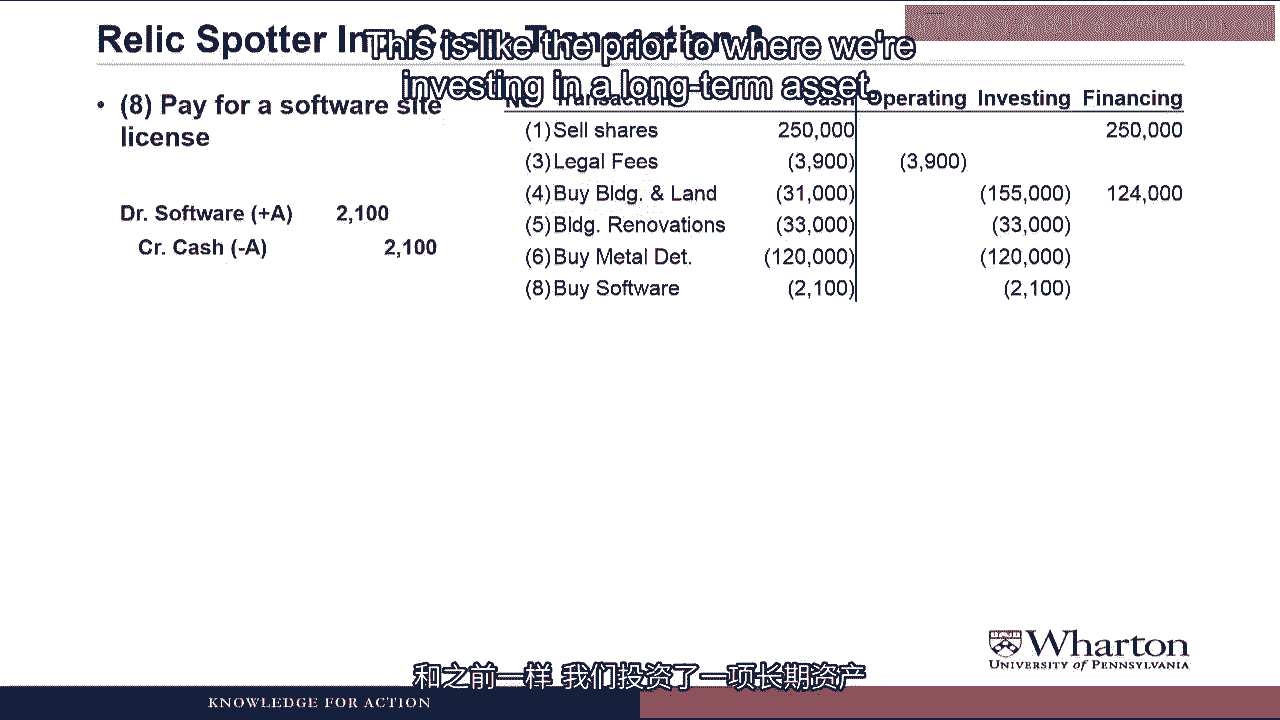 Relic Spotter Inc. Cash: Transaction 8
This is like the prior to where we're
investing in a long-term asset.
• (8) Pay for a software site
license
Dr. Software (+A) 2,100
Cr. Cash (-A) 2,100
No. Transaction Cash Operating Investing Financing
(1) Sell shares 250,000 250,000
(3) Legal Fees (3,900) (3,900)
(4) Buy Bldg. & Land (31,000) (155,000) 124,000
(5) Bldg. Renovations (33,000) (33,000)
(6) Buy Metal Det. (120,000) (120,000)
(8) Buy Software (2,100) (2,100)
Wharton
UNIVERSITY of PENNSYLVANIA
和之前一样 我们投资了一项长期资产
KNOWLEDGE FOR ACTION